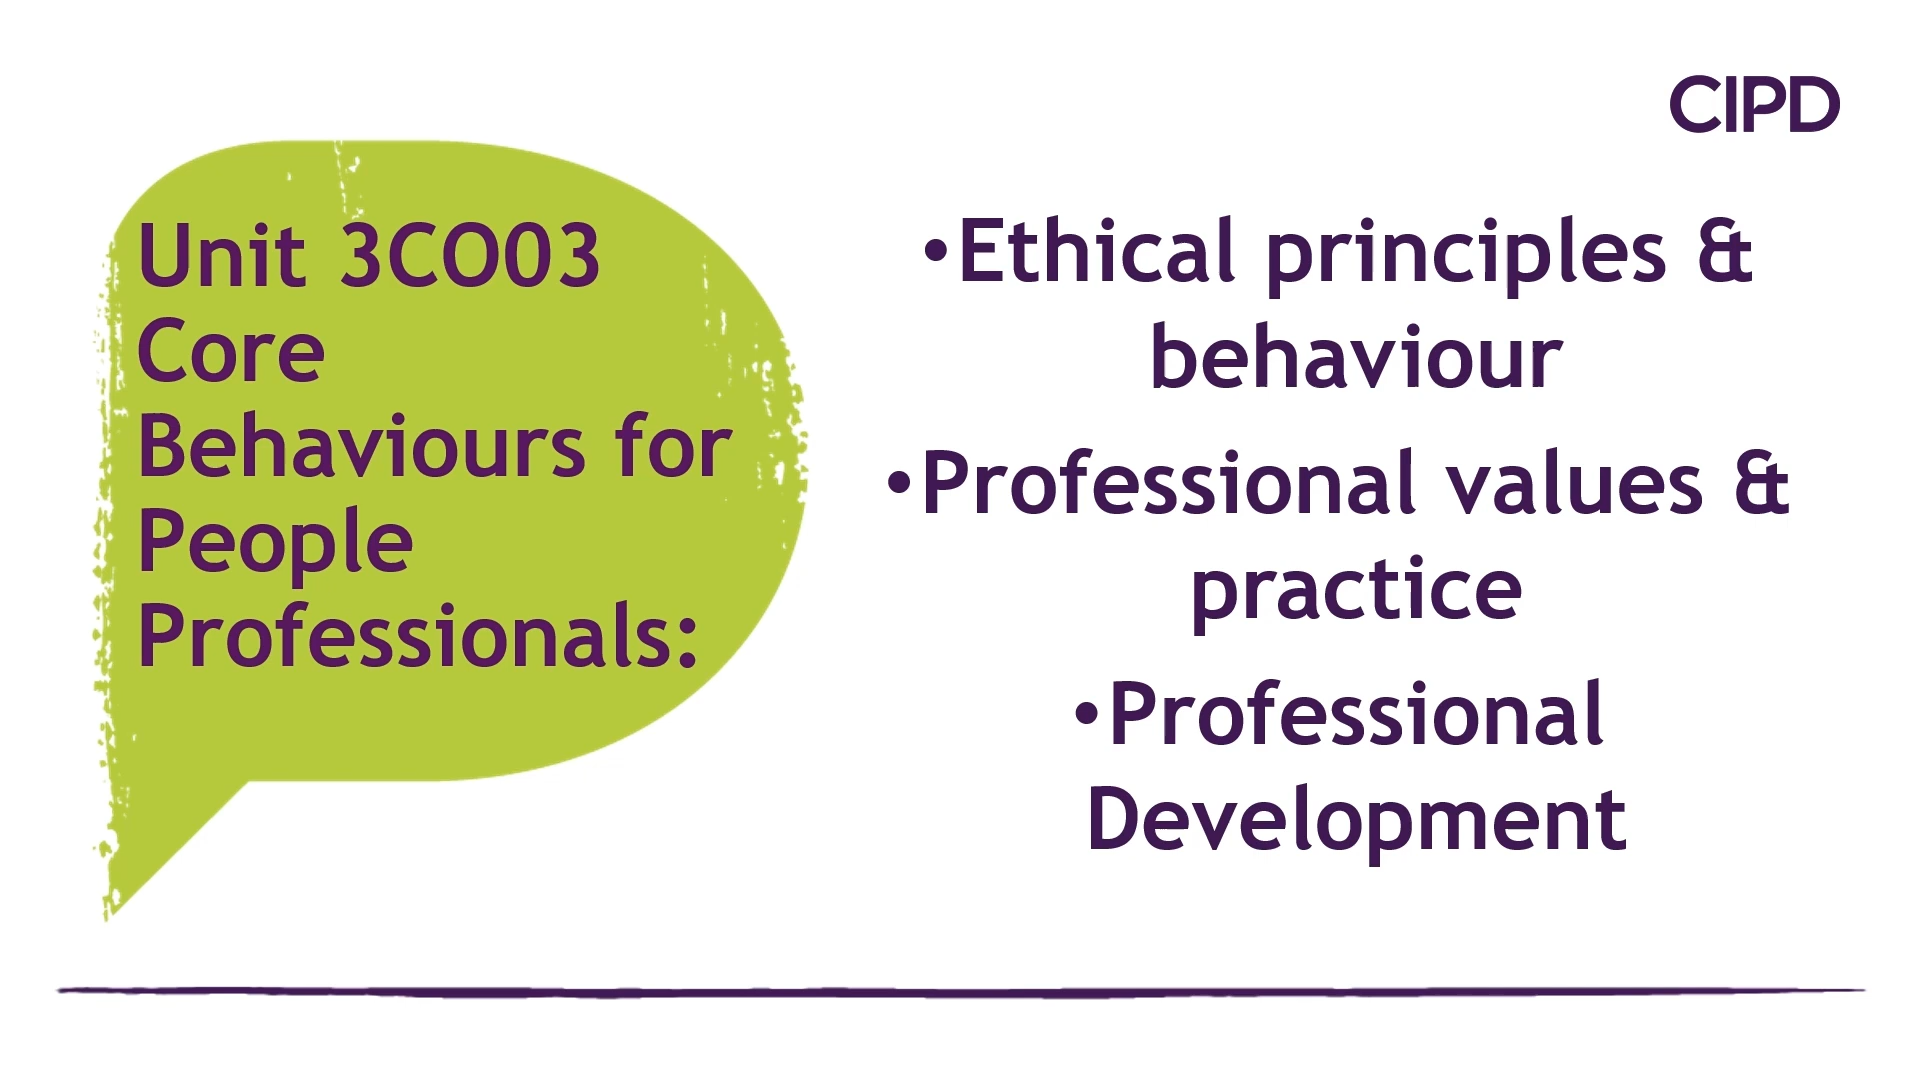 CIPD
Unit 3CO03
Core
Behaviours for
People
Professionals:
•Ethical principles &
behaviour
•Professional values &
practice
•Professional
Development